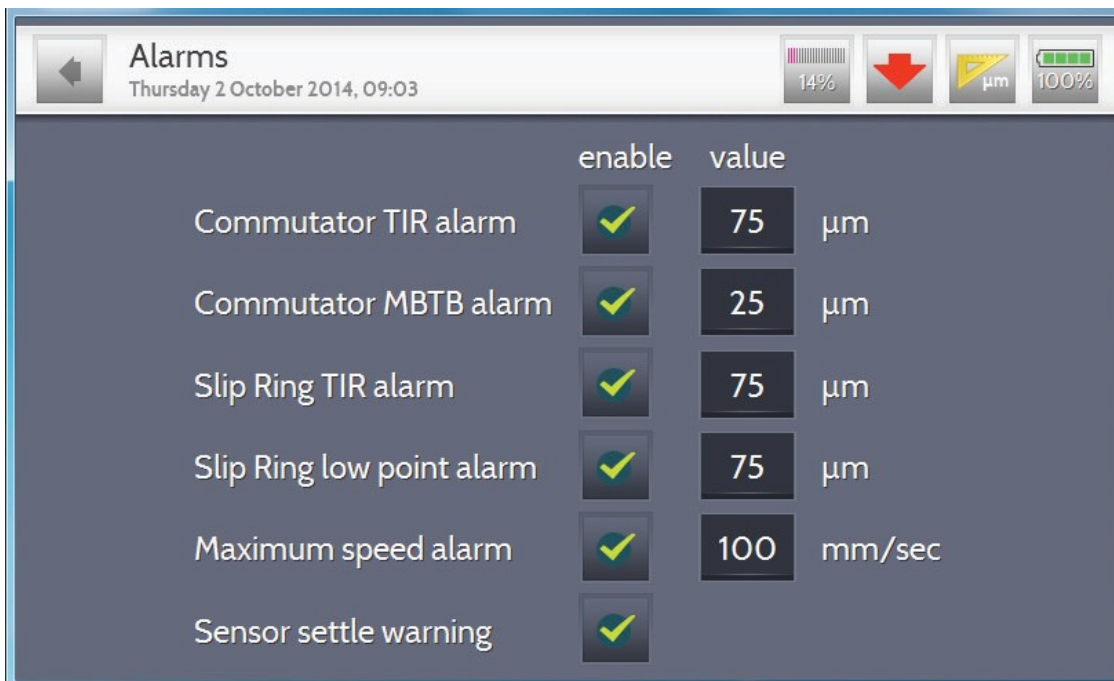 Alarms
Thursday 2 October 2014, 09:03
14%
µm
100%
enable value
Commutator TIR alarm 75 µm
Commutator MBTB alarm 25 µm
Slip Ring TIR alarm 75 µm
Slip Ring low point alarm 75 µm
Maximum speed alarm 100 mm/sec
Sensor settle warning